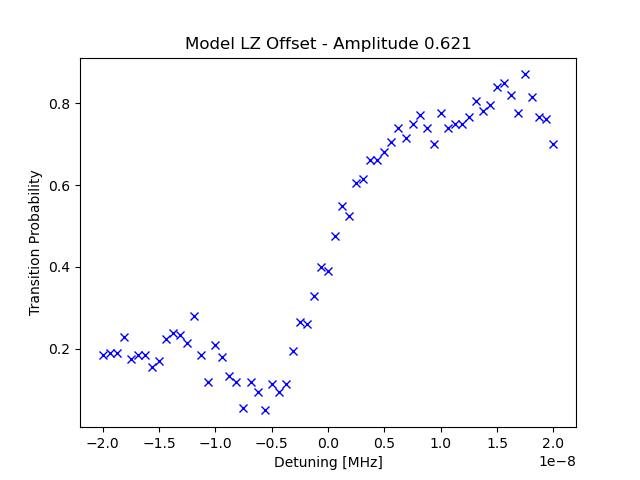 Model LZ Offset - Amplitude 0.621
Transition Probability
0.8
0.6
0.4
0.2
−2.0 −1.5 −1.0 −0.5 0.0 0.5 1.0 1.5 2.0
1e−8
Detuning [MHz]